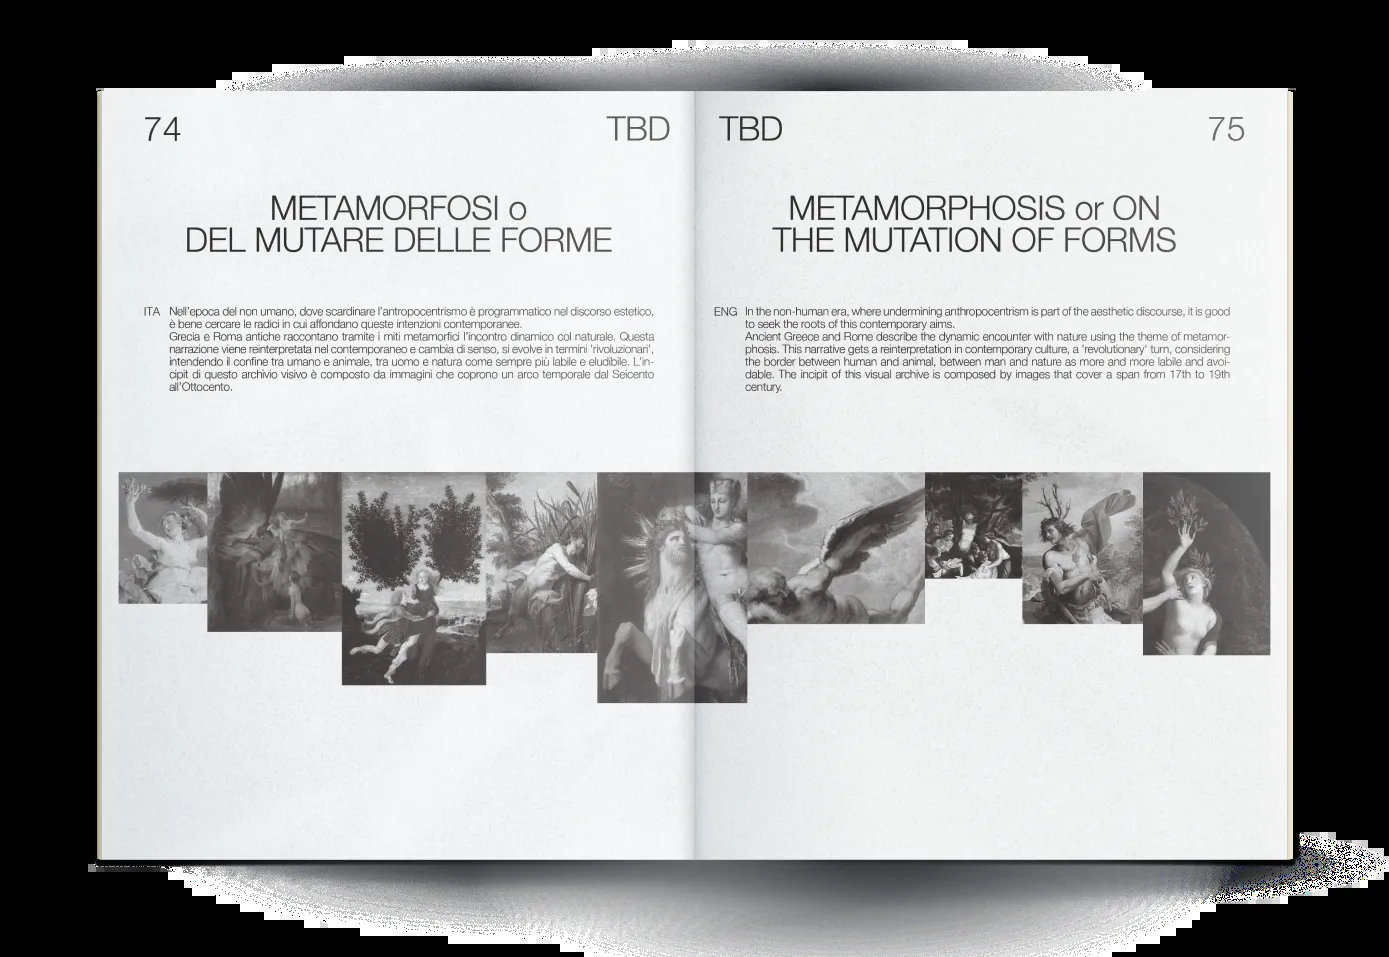 74
TBD
METAMORFOSI o
DEL MUTARE DELLE FORME
ITA Nell'epoca del non umano, dove scardinare l'antropocentrismo è programmatico nel discorso estetico,
è bene cercare le radici in cui affondano queste intenzioni contemporanee.
Grecia e Roma antiche raccontano tramite i miti metamorfici l'incontro dinamico col naturale. Questa
narrazione viene reinterpretata nel contemporaneo e cambia di senso, si evolve in termini 'rivoluzionari',
intendendo il confine tra umano e animale, tra uomo e natura come sempre più labile e eludibile. L'in-
cipit di questo archivio visivo è composto da immagini che coprono un arco temporale dal Seicento
all'Ottocento.
TBD
75
METAMORPHOSIS or ON
THE MUTATION OF FORMS
ENG In the non-human era, where undermining anthropocentrism is part of the aesthetic discourse, it is good
to seek the roots of this contemporary aims.
Ancient Greece and Rome describe the dynamic encounter with nature using the theme of metamor-
phosis. This narrative gets a reinterpretation in contemporary culture, a 'revolutionary' turn, considering
the border between human and animal, between man and nature as more and more labile and avoi-
dable. The incipit of this visual archive is composed by images that cover a span from 17th to 19th
century.